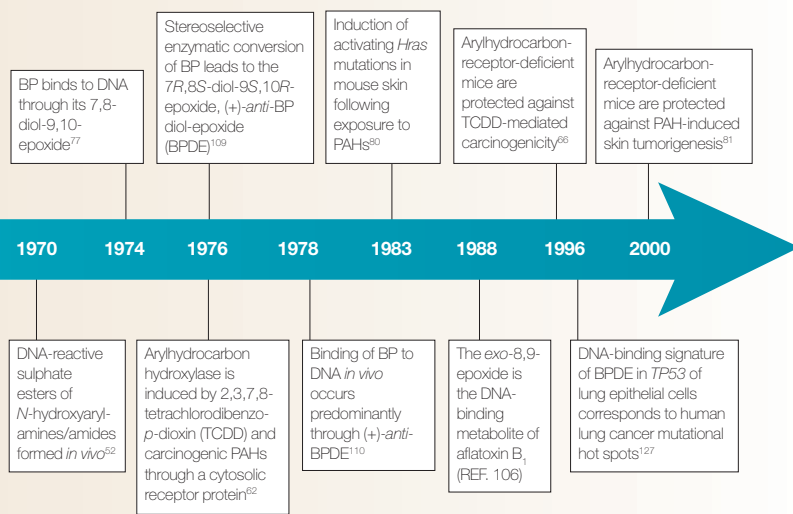 BP binds to DNA
through its 7,8-
diol-9,10-
epoxide77
Stereoselective
enzymatic conversion
of BP leads to the
7R,8S-diol-9S,10R-
epoxide, (+)-anti-BP
diol-epoxide
(BPDE)109
Induction of
activating Hras
mutations in
mouse skin
following
exposure to
PAHs80
Arylhydrocarbon-
receptor-deficient
mice are
protected against
TCDD-mediated
carcinogenicity66
Arylhydrocarbon-
receptor-deficient
mice are protected
against PAH-induced
skin tumorigenesis81
1970 1974 1976 1978 1983 1988 1996 2000
DNA-reactive
sulphate
esters of
N-hydroxyaryl-
amines/amides
formed in vivo52
Arylhydrocarbon
hydroxylase is
induced by 2,3,7,8-
tetrachlorodibenzo-
p-dioxin (TCDD) and
carcinogenic PAHs
through a cytosolic
receptor protein62
Binding of BP to
DNA in vivo
occurs
predominantly
through (+)-anti-
BPDE110
The exo-8,9-
epoxide is
the DNA-
binding
metabolite of
aflatoxin B1
(REF. 106)
DNA-binding signature
of BPDE in TP53 of
lung epithelial cells
corresponds to human
lung cancer mutational
hot spots127